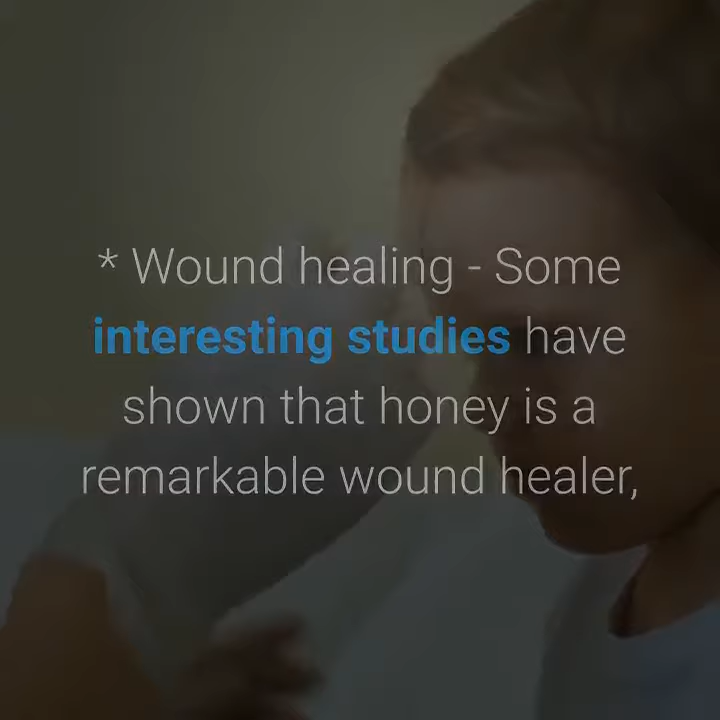 * Wound healing - Some
interesting studies have
shown that honey is a
remarkable wound healer,